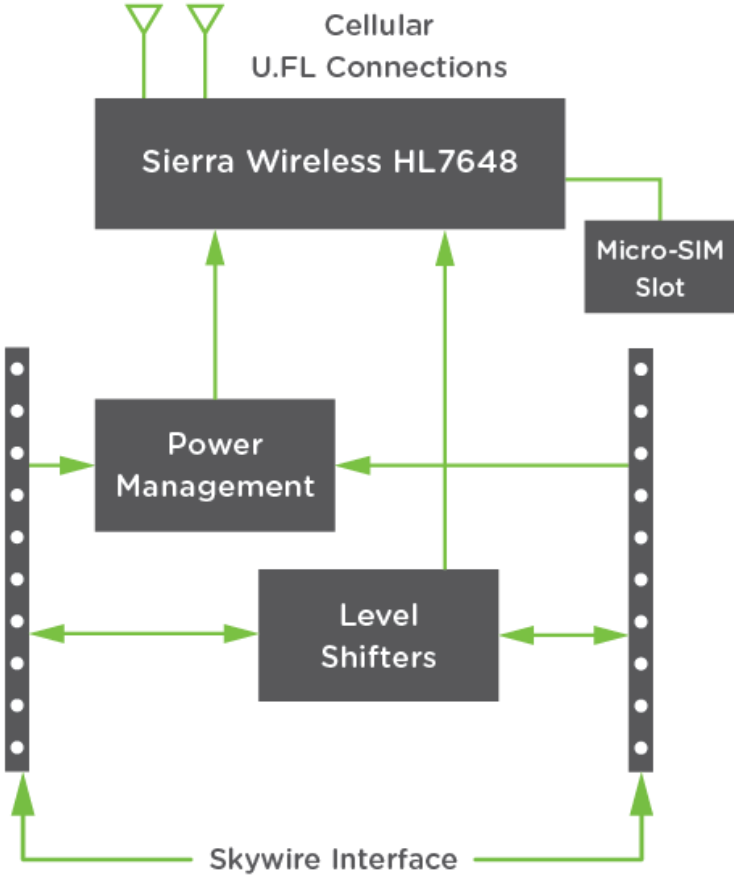 Cellular
U.FL Connections
Sierra Wireless HL7648
Micro-SIM
Slot
Power
Management
Level
Shifters
Skywire Interface